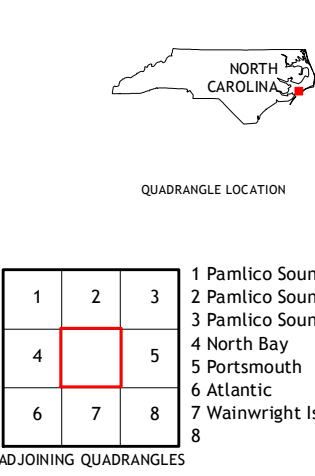 NORTH
CAROLINA
QUADRANGLE LOCATION
1 2 3
4 5
6 7 8
1 Pamlico Soun
2 Pamlico Soun
3 Pamlico Soun
4 North Bay
5 Portsmouth
6 Atlantic
7 Wainwright Is
8
ADJOINING QUADRANGLES